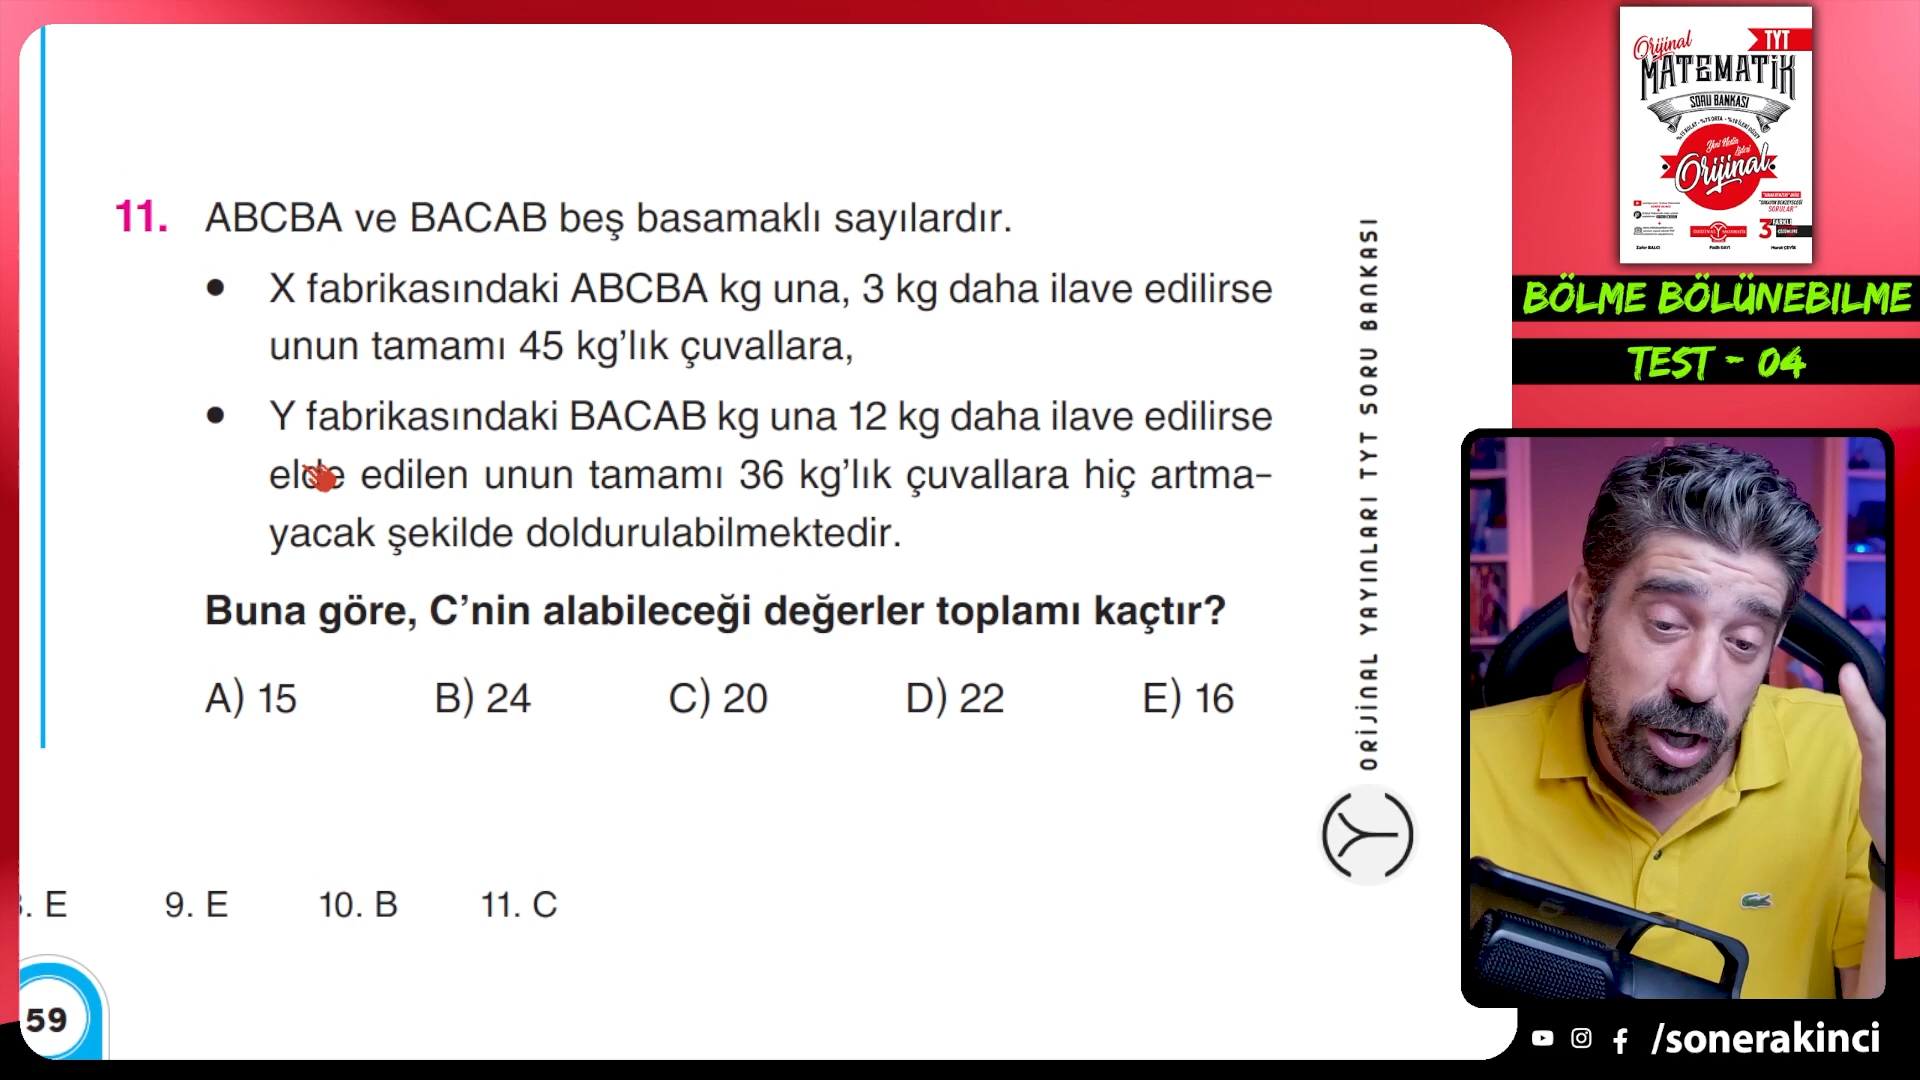 11. ABCBA ve BACAB beş basamaklı sayılardır.
• X fabrikasındaki ABCBA kg una, 3 kg daha ilave edilirse
unun tamamı 45 kg’lık çuvallara,
• Y fabrikasındaki BACAB kg una 12 kg daha ilave edilirse
elde edilen unun tamamı 36 kg’lık çuvallara hiç artma-
yacak şekilde doldurulabilmektedir.
Buna göre, C’nin alabileceği değerler toplamı kaçtır?
A) 15 B) 24 C) 20 D) 22 E) 16
. E 9. E 10. B 11. C
59
ORİJİNAL YAYINLARI TYT SORU BANKASI
Orijinal
TYT
MATEMATİK
SORU BANKASI
Yeni Nesil
Orijinal
3 FARKLI
BÖLME BÖLÜNEBILME
TEST - 04
/sonerakinci